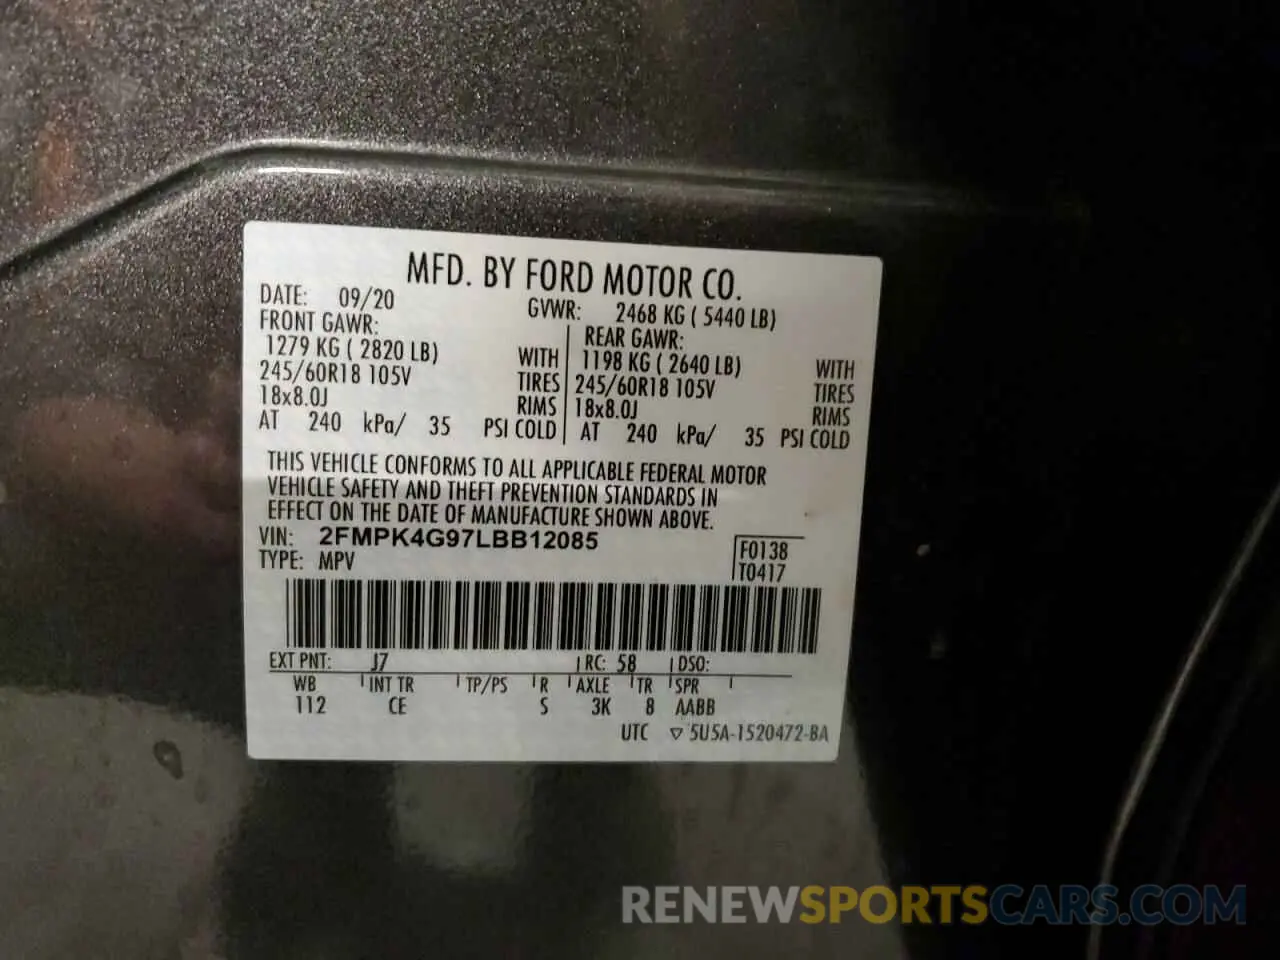 MFD. BY FORD MOTOR CO.
DATE: 09/20 GVWR: 2468 KG ( 5440 LB)
FRONT GAWR: REAR GAWR:
1279 KG ( 2820 LB) WITH 1198 KG ( 2640 LB) WITH
245/60R18 105V TIRES 245/60R18 105V TIRES
18x8.0J RIMS 18x8.0J RIMS
AT 240 kPa/ 35 PSI COLD AT 240 kPa/ 35 PSI COLD
THIS VEHICLE CONFORMS TO ALL APPLICABLE FEDERAL MOTOR
VEHICLE SAFETY AND THEFT PREVENTION STANDARDS IN
EFFECT ON THE DATE OF MANUFACTURE SHOWN ABOVE.
VIN: 2FMPK4G97LBB12085
TYPE: MPV
F0138
T0417
EXT PNT: J7 RC: 58 DSO:
WB INT TR TP/PS R AXLE TR SPR
112 CE S 3K 8 AABB
UTC ▽ 5U5A-1520472-BA
RENEWSPORTSCARS.COM